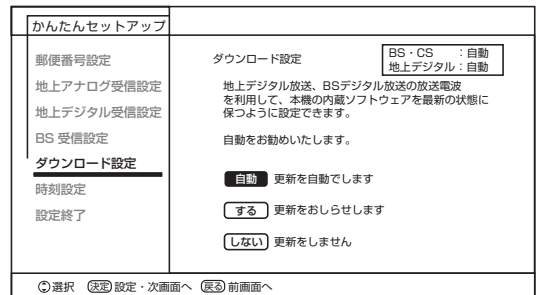 かんたんセットアップ
郵便番号設定
地上アナログ受信設定
地上デジタル受信設定
BS 受信設定
ダウンロード設定
時刻設定
設定終了
ダウンロード設定
BS・CS ：自動
地上デジタル：自動
地上デジタル放送、BSデジタル放送の放送電波
を利用して、本機の内蔵ソフトウェアを最新の状態に
保つように設定できます。
自動をお勧めいたします。
自動 更新を自動でします
する 更新をおしらせします
しない 更新をしません
選択 決定 設定・次画面へ 戻る 前画面へ